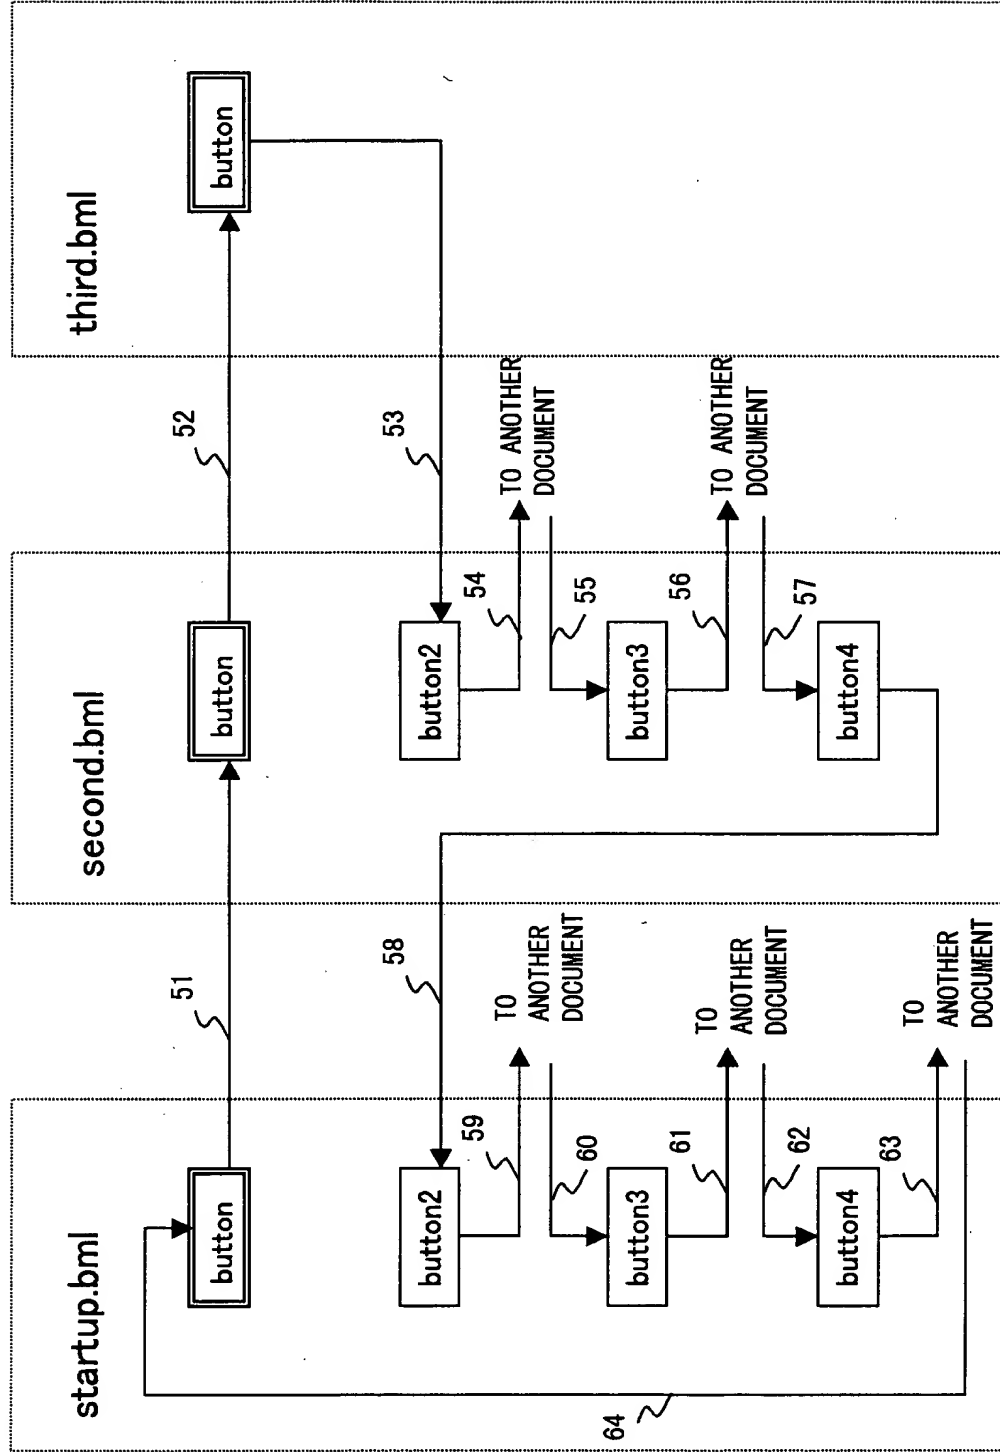 startup.bml
second.bml
third.bml
button
51
button
52
button
button2
58
button2
53
59
TO
ANOTHER
DOCUMENT
54
TO ANOTHER
DOCUMENT
60
55
button3
button3
61
TO
ANOTHER
DOCUMENT
56
TO ANOTHER
DOCUMENT
62
57
button4
button4
63
TO
ANOTHER
DOCUMENT
64